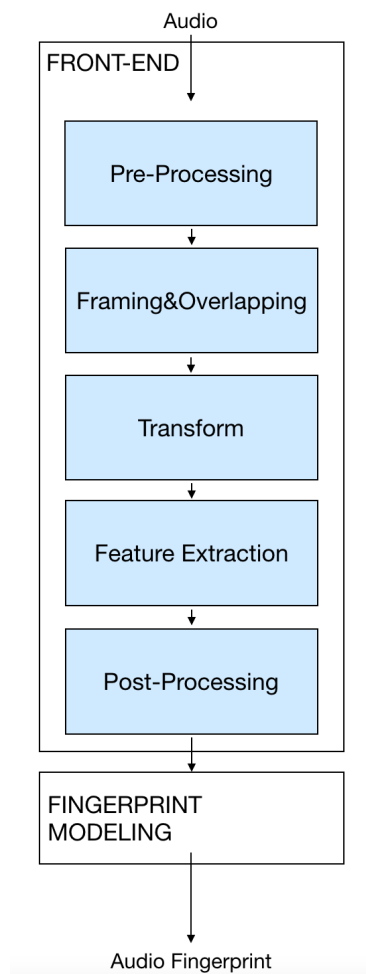 Audio
FRONT-END
Pre-Processing
Framing&Overlapping
Transform
Feature Extraction
Post-Processing
FINGERPRINT
MODELING
Audio Fingerprint